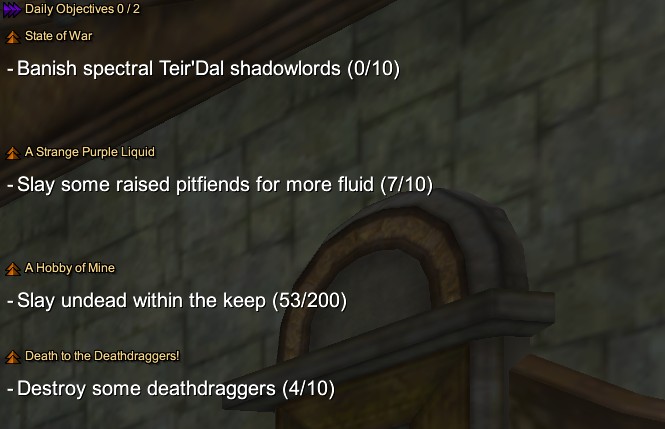 Daily Objectives 0 / 2
State of War
- Banish spectral Teir'Dal shadowlords (0/10)
A Strange Purple Liquid
- Slay some raised pitfiends for more fluid (7/10)
A Hobby of Mine
- Slay undead within the keep (53/200)
Death to the Deathdraggers!
- Destroy some deathdraggers (4/10)